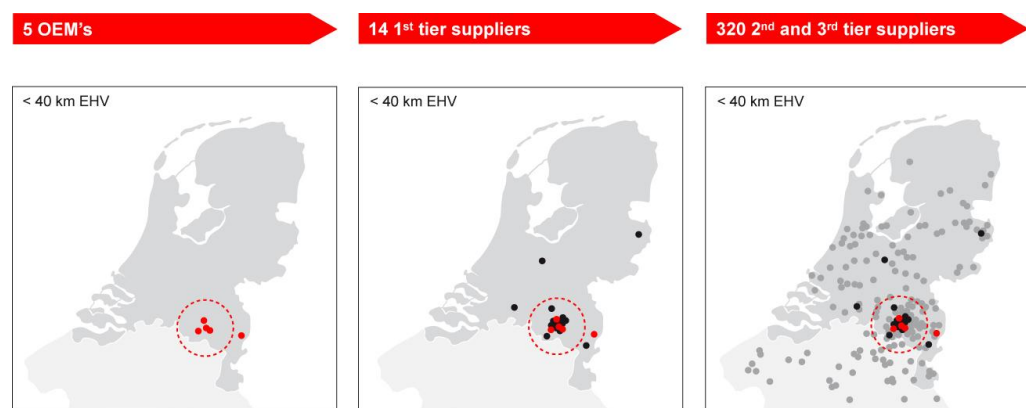 5 OEM's
14 1st tier suppliers
320 2nd and 3rd tier suppliers
< 40 km EHV
< 40 km EHV
< 40 km EHV